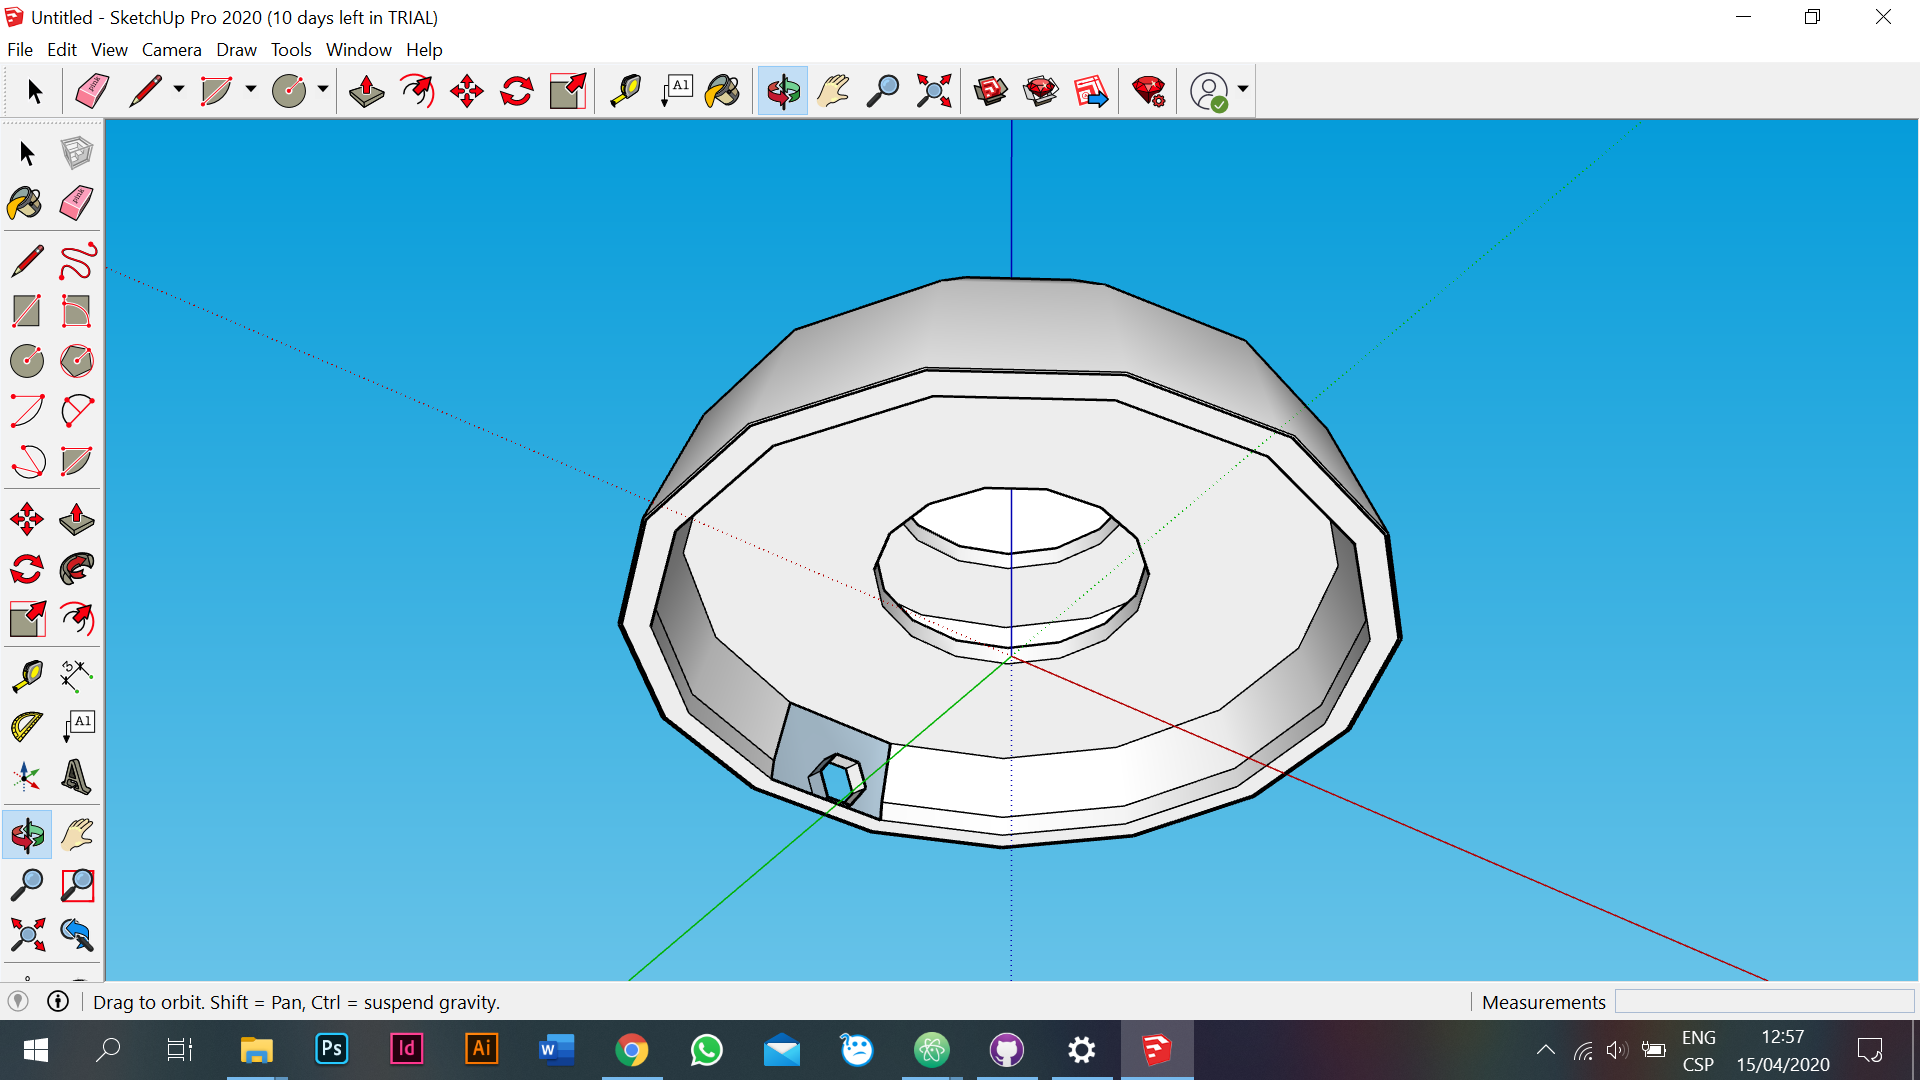 Untitled - SketchUp Pro 2020 (10 days left in TRIAL)
File Edit View Camera Draw Tools Window Help
A1
A1
Drag to orbit. Shift = Pan, Ctrl = suspend gravity.
Measurements
Ps
Id
Ai
W
ENG
CSP
12:57
15/04/2020